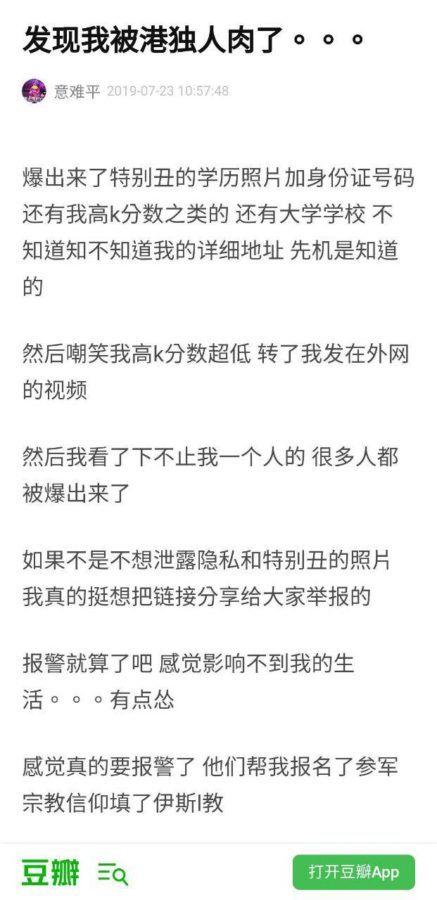 发现我被港独人肉了。。。
意难平 2019-07-23 10:57:48
爆出来了特别丑的学历照片加身份证号码
还有我高k分数之类的 还有大学学校 不
知道知不知道我的详细地址 先机是知道
的
然后嘲笑我高k分数超低 转了我发在外网
的视频
然后我看了下不止我一个人的 很多人都
被爆出来了
如果不是不想泄露隐私和特别丑的照片
我真的挺想把链接分享给大家举报的
报警就算了吧 感觉影响不到我的生
活。。。有点怂
感觉真的要报警了 他们帮我报名了参军
宗教信仰填了伊斯l教
豆瓣
打开豆瓣App